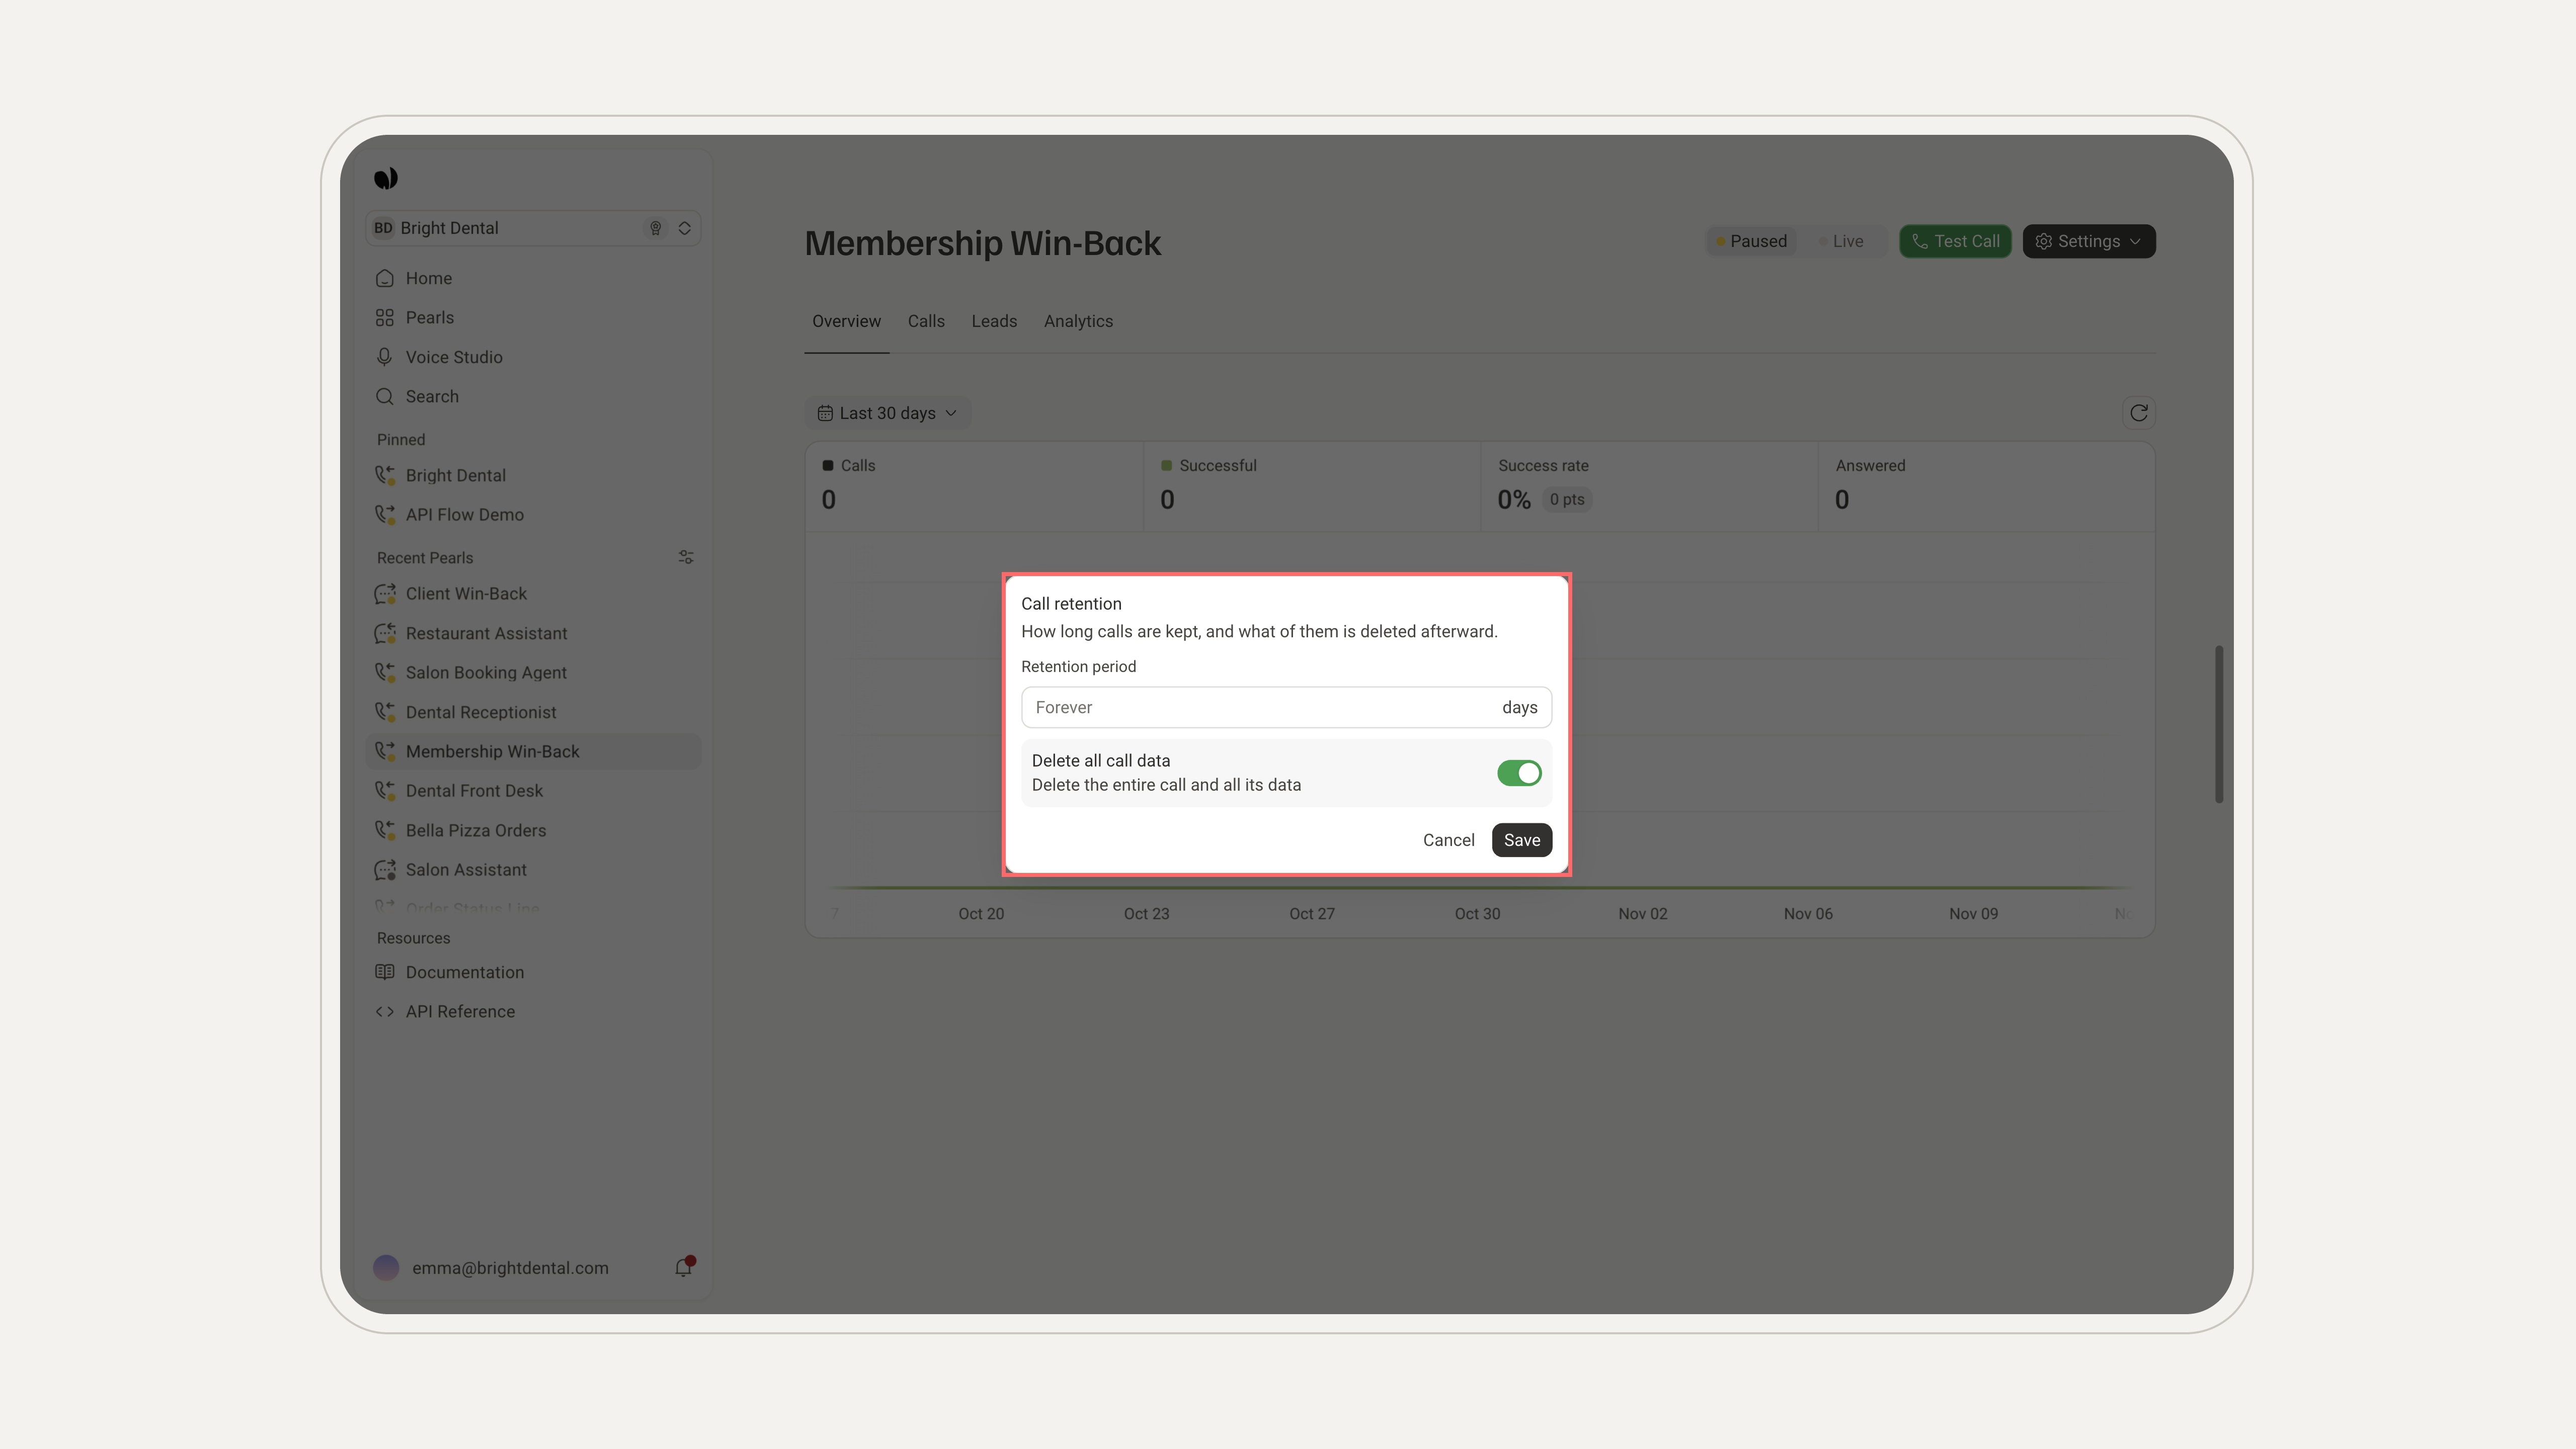 BD Bright Dental
Home
Pearls
Voice Studio
Search
Pinned
Bright Dental
API Flow Demo
Recent Pearls
Client Win-Back
Restaurant Assistant
Salon Booking Agent
Dental Receptionist
Membership Win-Back
Dental Front Desk
Bella Pizza Orders
Salon Assistant
Order Status Line
Resources
Documentation
API Reference
emma@brightdental.com
Membership Win-Back
Paused Live Test Call Settings
Overview Calls Leads Analytics
Last 30 days
Calls Successful Success rate Answered
0 0 0% 0 pts 0
Call retention
How long calls are kept, and what of them is deleted afterward.
Retention period
Forever days
Delete all call data
Delete the entire call and all its data
Cancel Save
7 Oct 20 Oct 23 Oct 27 Oct 30 Nov 02 Nov 06 Nov 09